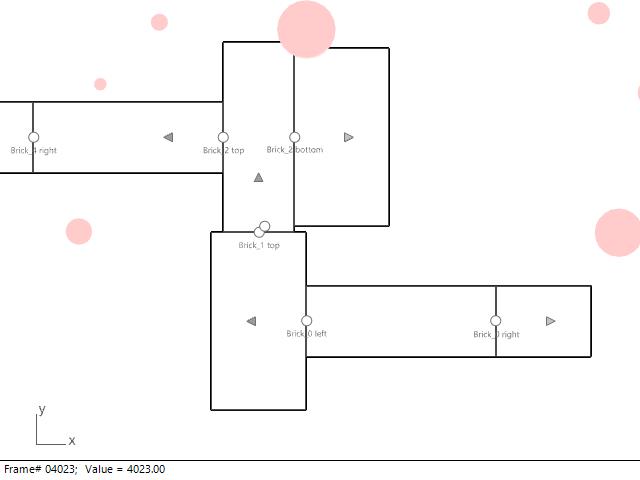 Brick_4 right
Brick_2 top
Brick_2 bottom
Brick_1 top
Brick_0 left
Brick_0 right
y
x
Frame# 04023; Value = 4023.00